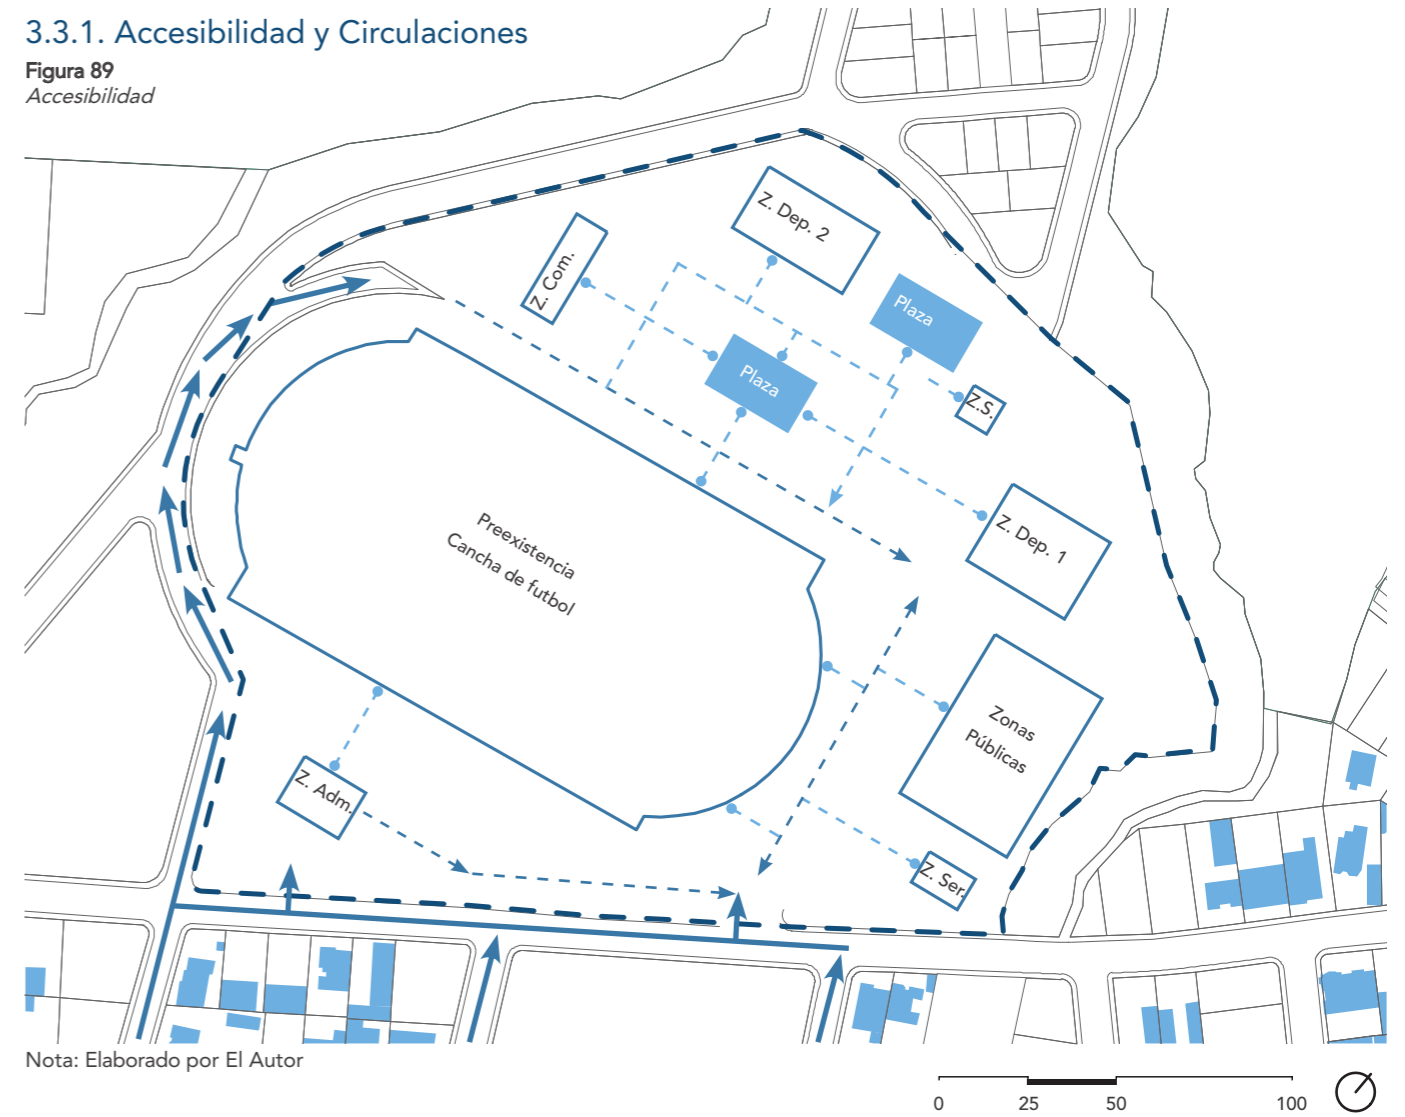 3.3.1. Accesibilidad y Circulaciones
Figura 89
Accesibilidad
Z. Dep. 2
Z. Com.
Plaza
Plaza
Z.S.
Preexistencia
Cancha de futbol
Z. Dep. 1
Zonas
Públicas
Z. Adm.
Z. Ser.
Nota: Elaborado por El Autor
0 25 50 100